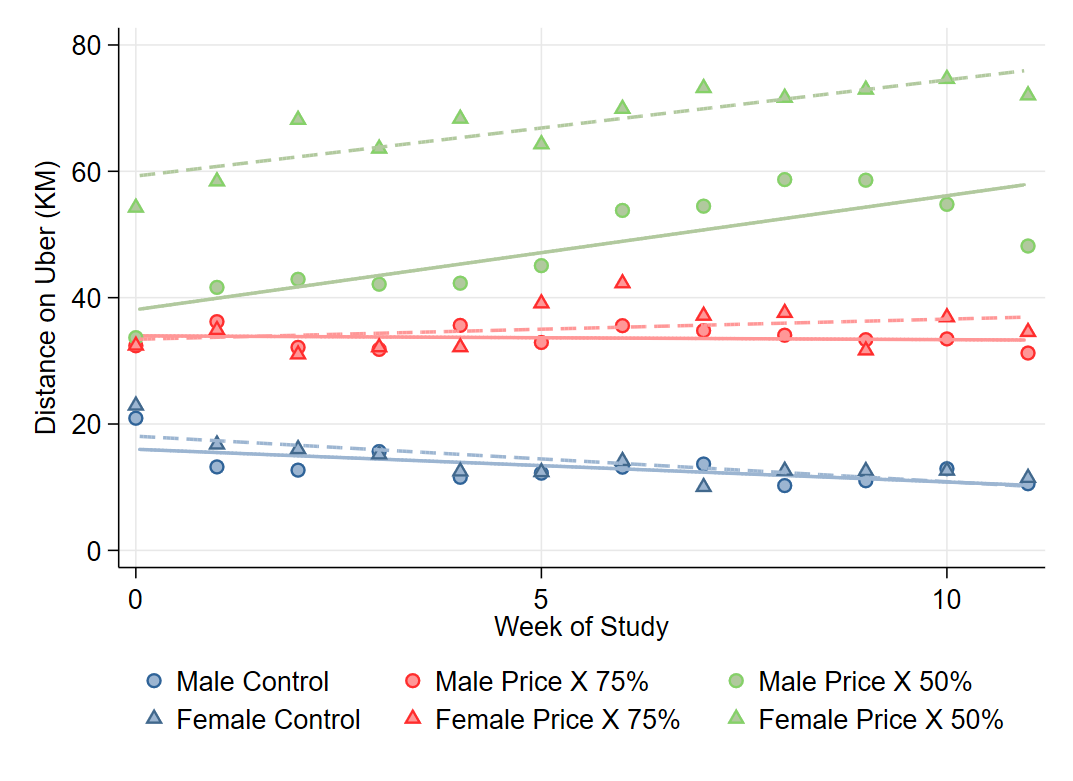 80
60
40
20
0
Distance on Uber (KM)
0 5 10
Week of Study
Male Control Male Price X 75% Male Price X 50%
Female Control Female Price X 75% Female Price X 50%